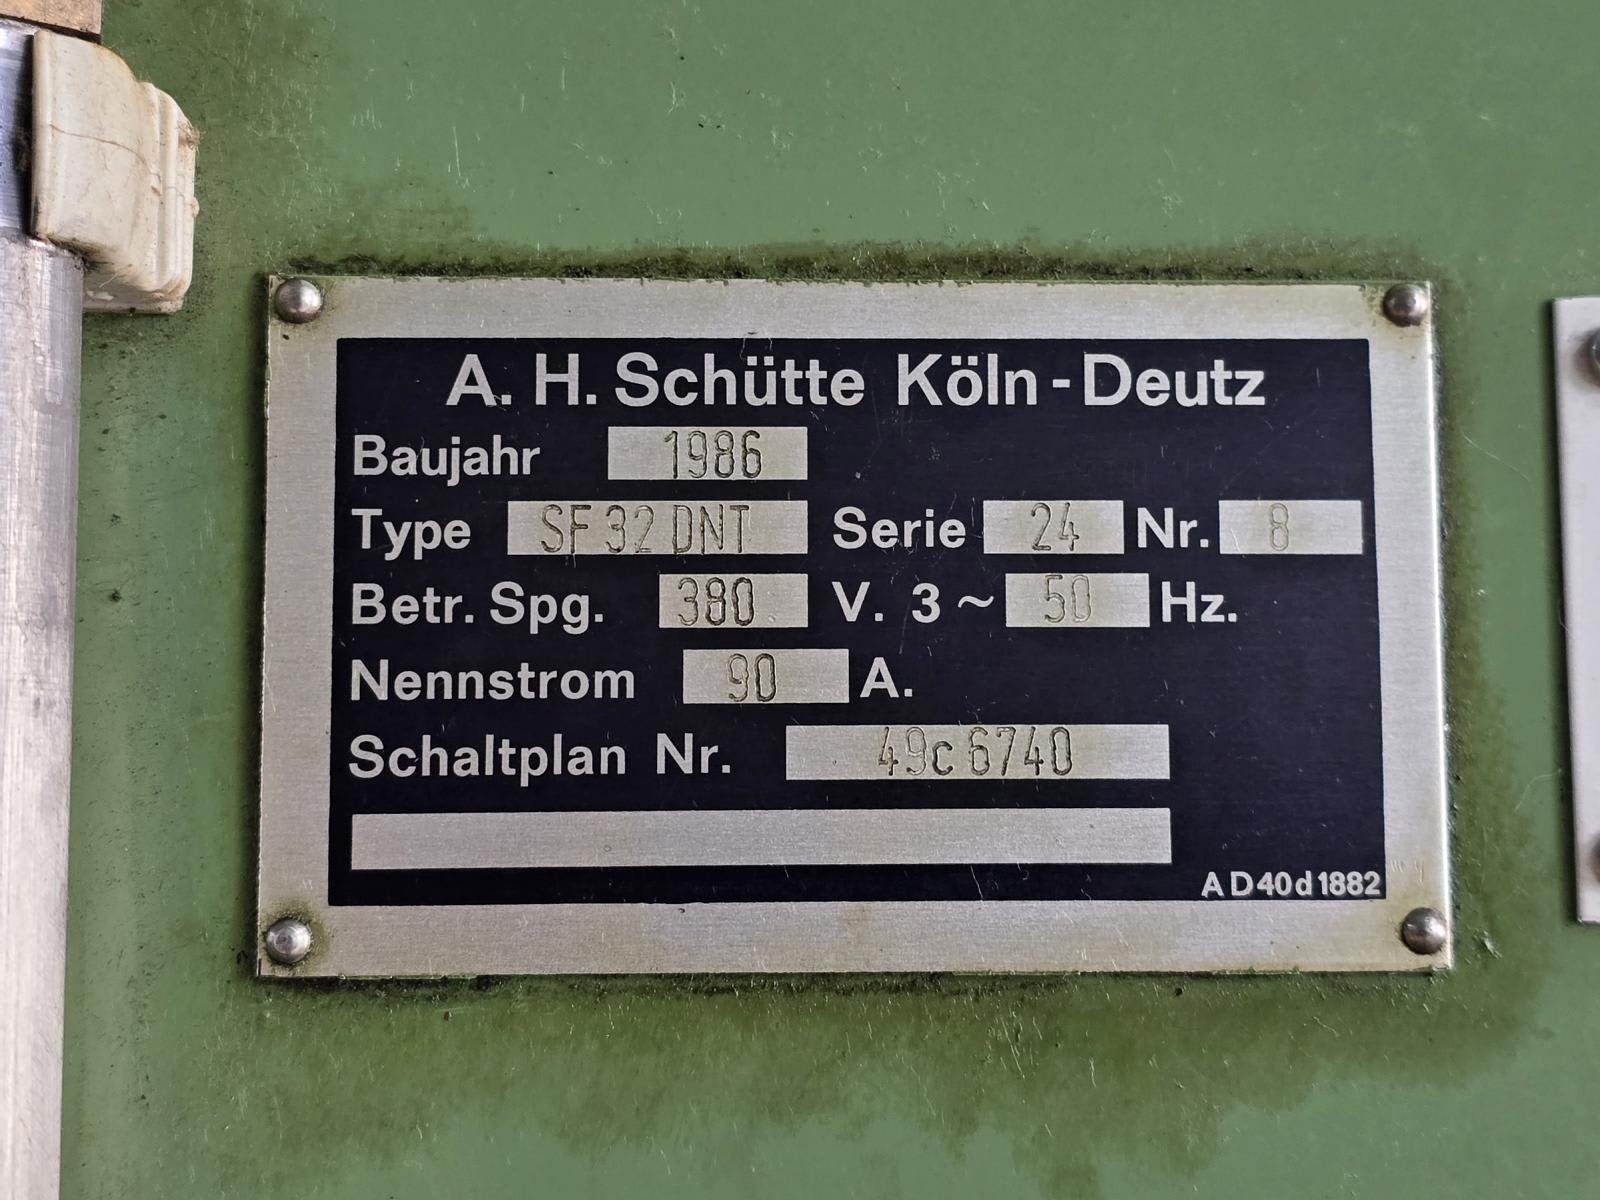 A. H. Schütte Köln-Deutz
Baujahr 1986
Type SF 32 DNT Serie 24 Nr. 8
Betr. Spg. 380 V. 3 ~ 50 Hz.
Nennstrom 90 A.
Schaltplan Nr. 49c 6740
AD40d1882